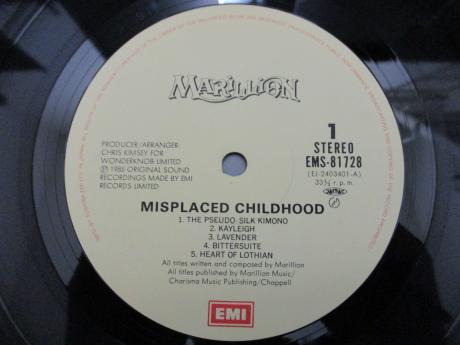 MARILLION
PRODUCER/ARRANGER:
CHRIS KIMSEY FOR
WONDERKNOB LIMITED
Ⓟ 1985 ORIGINAL SOUND
RECORDINGS MADE BY EMI
RECORDS LIMITED
1
STEREO
EMS-81728
(EJ-2403401-A)
33⅓ r.p.m.
MISPLACED CHILDHOOD
1. THE PSEUDO-SILK KIMONO
2. KAYLEIGH
3. LAVENDER
4. BITTERSUITE
5. HEART OF LOTHIAN
All titles written and composed by Marillion
All titles published by Marillion Music/
Charisma Music Publishing/Chappell
EMI